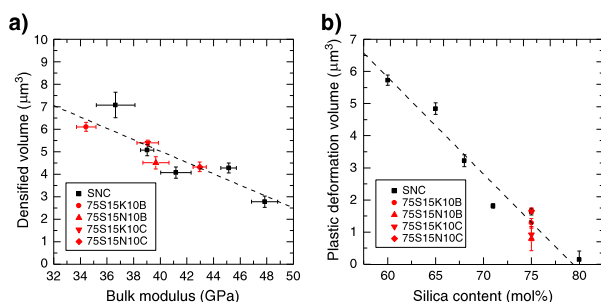 a)
Densified volume (μm³)
10
9
8
7
6
5
4
3
2
1
0
SNC
75S15K10B
75S15N10B
75S15K10C
75S15N10C
32 34 36 38 40 42 44 46 48 50
Bulk modulus (GPa)
b)
Plastic deformation volume (μm³)
7
6
5
4
3
2
1
0
SNC
75S15K10B
75S15N10B
75S15K10C
75S15N10C
60 65 70 75 80
Silica content (mol%)